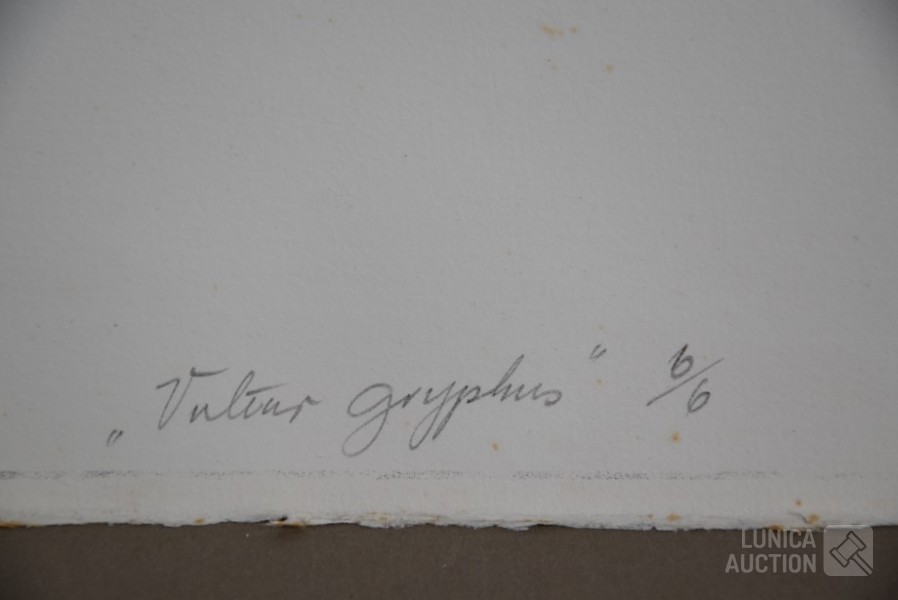 „Vultur gryphus" 6/6
LUNICA
AUCTION